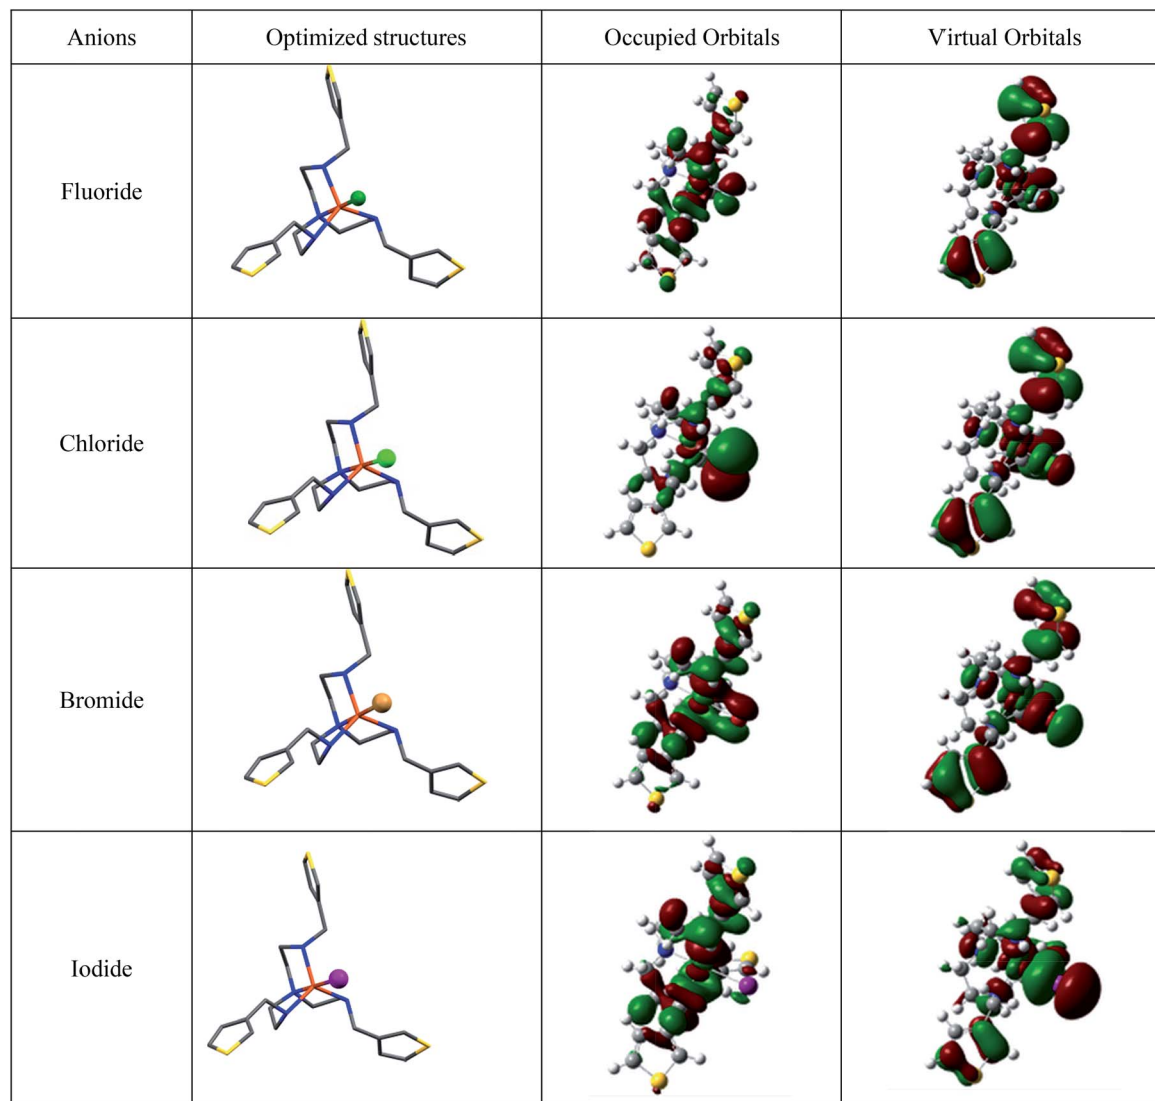 Anions
Optimized structures
Occupied Orbitals
Virtual Orbitals
Fluoride
Chloride
Bromide
Iodide